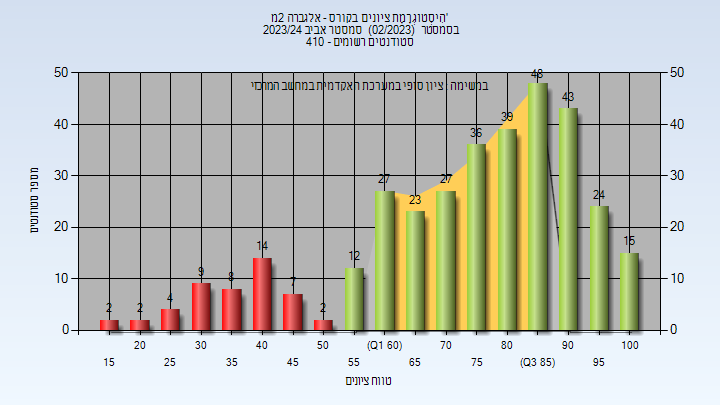 היסטוגרמת ציונים בקורס - אלגברה 2מ'
בסמסטר (02/2023) סמסטר אביב 2023/24
סטודנטים רשומים - 410
במשימה ציון סופי במערכת האקדמית במחשב המרכזי
מספר סטודנטים
50 50
40 40
30 30
20 20
10 10
0 0
2 2 4 9 8 14 7 2 12 27 23 27 36 39 48 43 24 15
20 30 40 50 (Q1 60) 70 80 90 100
15 25 35 45 55 65 75 (Q3 85) 95
טווח ציונים